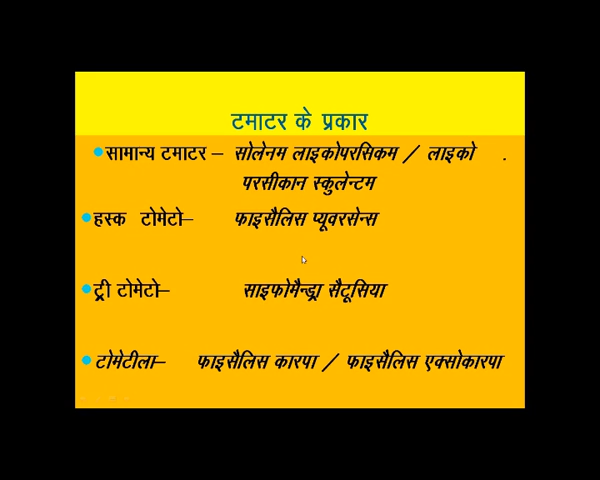 टमाटर के प्रकार
सामान्य टमाटर – सोलेनम लाइकोपरसिकम / लाइको .
परसीकान स्कुलेन्टम
हस्क टोमेटो– फाइसैलिस प्यूवरसेन्स
ट्री टोमेटो– साइफोमैन्ड्रा सैटूसिया
टोमेटीला– फाइसैलिस कारपा / फाइसैलिस एक्सोकारपा